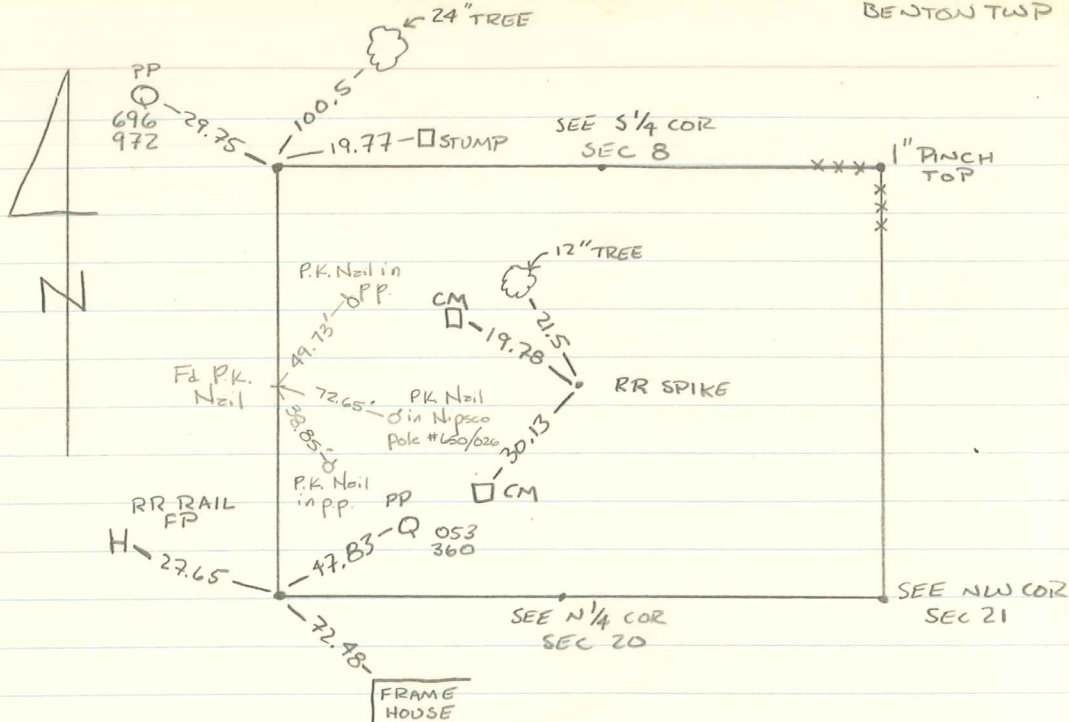 BENTON TWP
24" TREE
PP
696
972
29.75
100.5
19.77
STUMP
SEE S 1/4 COR
SEC 8
1" PINCH
TOP
N
12" TREE
P.K. Nail in
P.P.
CM
21.5
19.78
49.73'
Fd P.K.
Nail
72.65'
P.K. Nail
in Nipsco
Pole #650/026
RR SPIKE
38.85'
30.13
P.K. Nail
in p.p.
CM
RR RAIL
FP
H
27.65
47.83
PP
053
360
SEE N 1/4 COR
SEC 20
SEE NW COR
SEC 21
72.48
FRAME
HOUSE